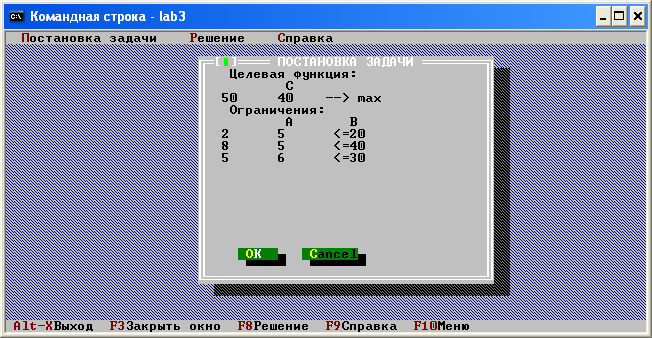 Командная строка - lab3
Постановка задачи Решение Справка
[ ] ПОСТАНОВКА ЗАДАЧИ
Целевая функция:
C
50 40 --> max
Ограничения:
A B
2 5 <=20
8 5 <=40
5 6 <=30
OK Cancel
Alt-X Выход F3 Закрыть окно F8 Решение F9 Справка F10 Меню